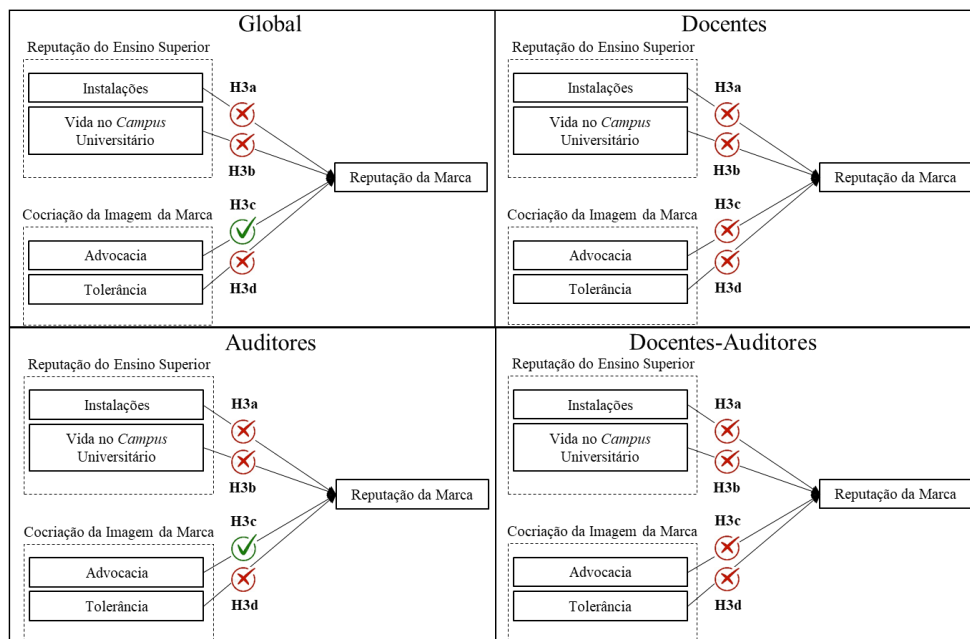 Global
Reputação do Ensino Superior
Instalações
Vida no Campus
Universitário
H3a
H3b
Reputação da Marca
Cocriação da Imagem da Marca
H3c
Advocacia
Tolerância
H3d
Docentes
Reputação do Ensino Superior
Instalações
Vida no Campus
Universitário
H3a
H3b
Reputação da Marca
Cocriação da Imagem da Marca
H3c
Advocacia
Tolerância
H3d
Auditores
Reputação do Ensino Superior
Instalações
Vida no Campus
Universitário
H3a
H3b
Reputação da Marca
Cocriação da Imagem da Marca
H3c
Advocacia
Tolerância
H3d
Docentes-Auditores
Reputação do Ensino Superior
Instalações
Vida no Campus
Universitário
H3a
H3b
Reputação da Marca
Cocriação da Imagem da Marca
H3c
Advocacia
Tolerância
H3d